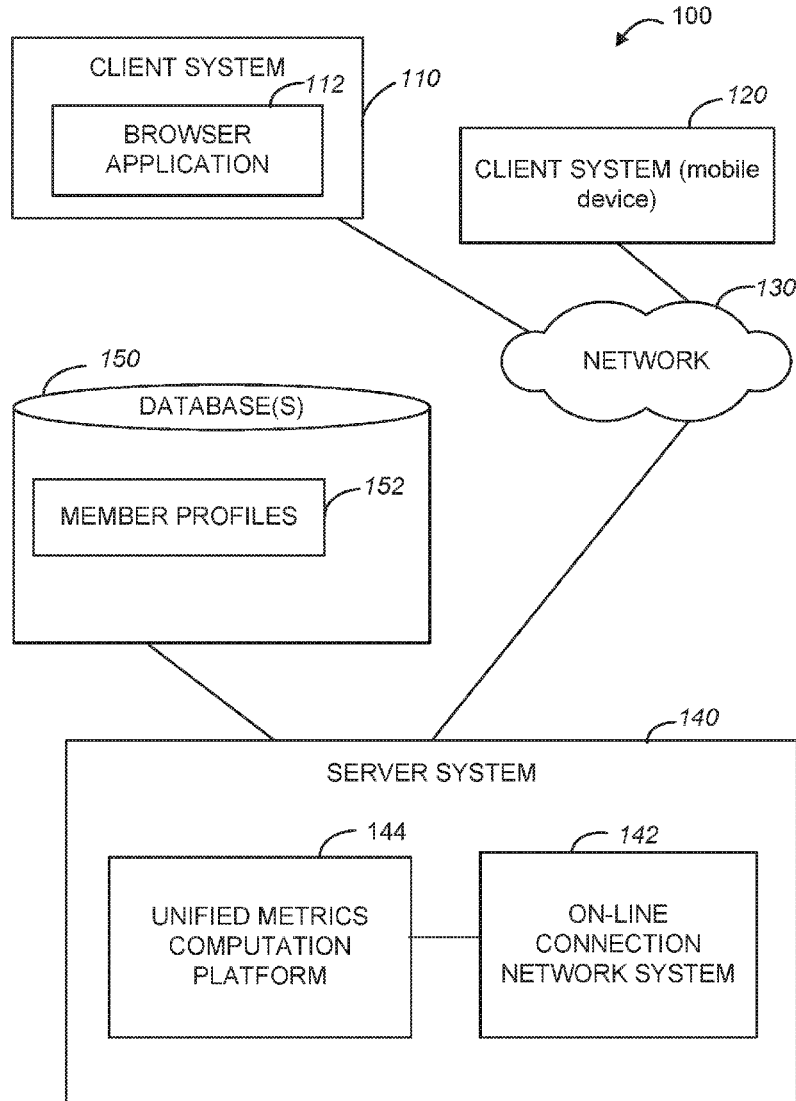 100
CLIENT SYSTEM
112
110
BROWSER
APPLICATION
120
CLIENT SYSTEM (mobile
device)
130
NETWORK
150
DATABASE(S)
MEMBER PROFILES
152
140
SERVER SYSTEM
144
142
UNIFIED METRICS
COMPUTATION
PLATFORM
ON-LINE
CONNECTION
NETWORK SYSTEM